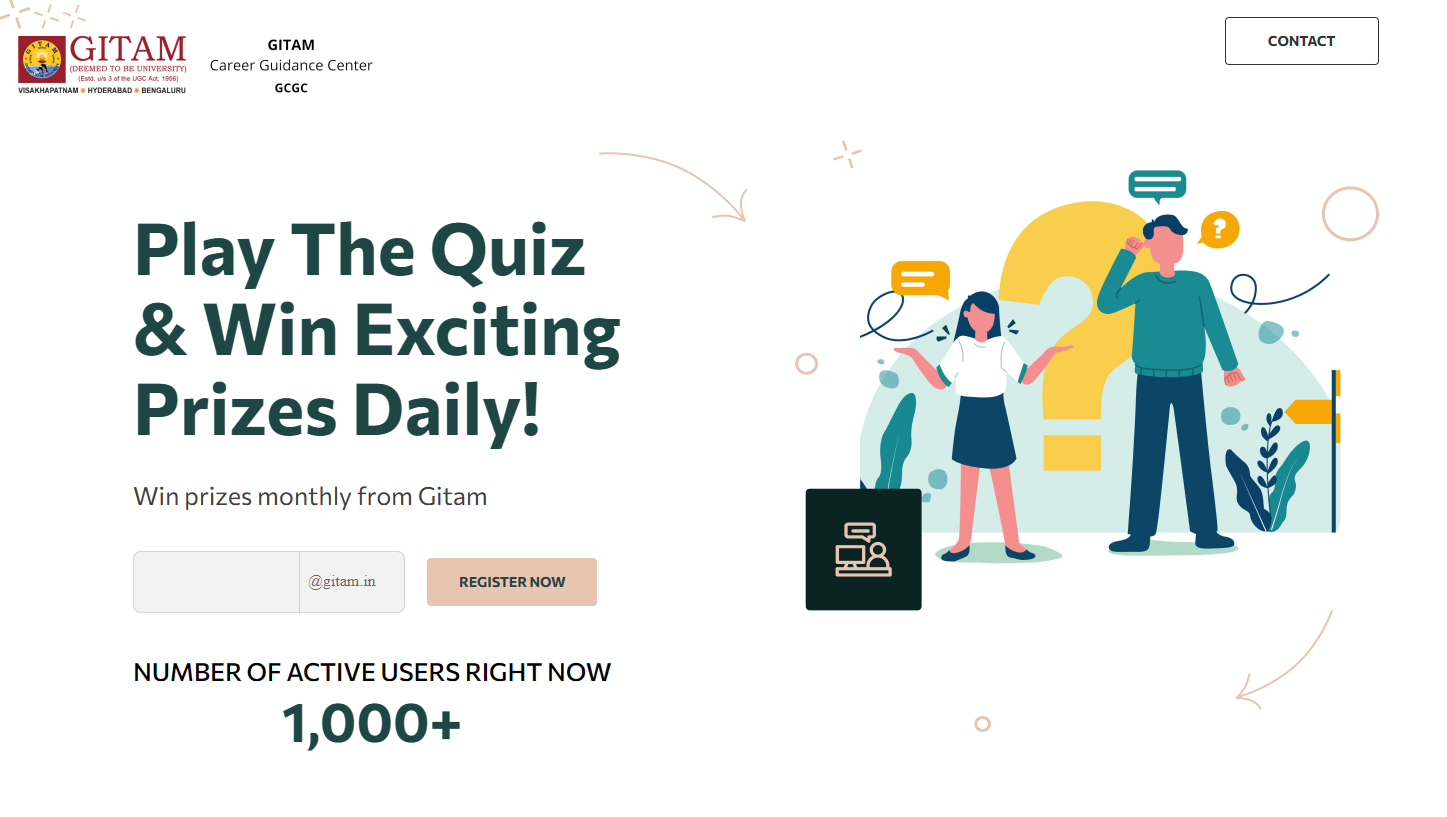 GITAM
(DEEMED TO BE UNIVERSITY)
(Estd. u/s 3 of the UGC Act, 1956)
VISAKHAPATNAM HYDERABAD BENGALURU
GITAM
Career Guidance Center
GCGC
CONTACT
Play The Quiz
& Win Exciting
Prizes Daily!
?
Win prizes monthly from Gitam
@gitam.in
REGISTER NOW
NUMBER OF ACTIVE USERS RIGHT NOW
1,000+